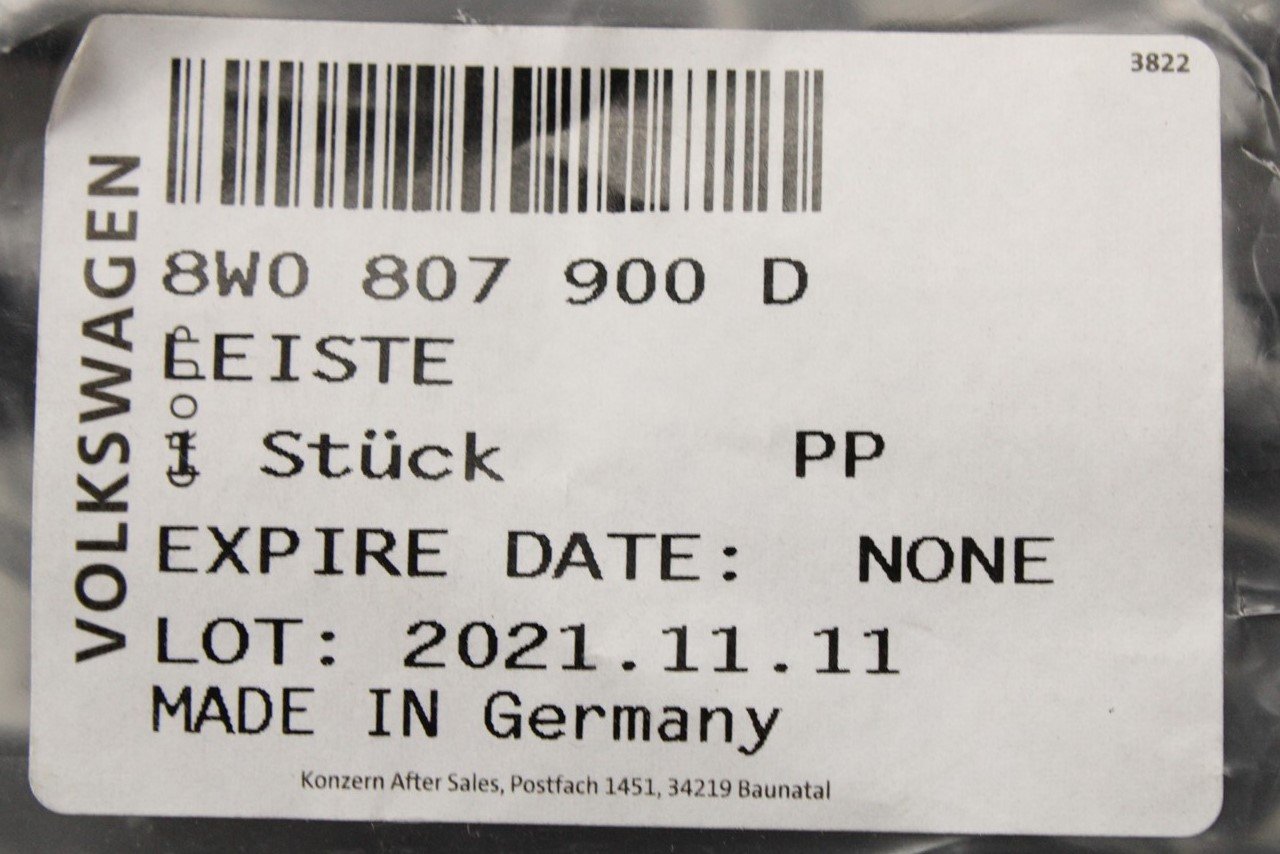 3822
VOLKSWAGEN
8W0 807 900 D
LEISTE
1 Stück PP
EXPIRE DATE: NONE
LOT: 2021.11.11
MADE IN Germany
Konzern After Sales, Postfach 1451, 34219 Baunatal